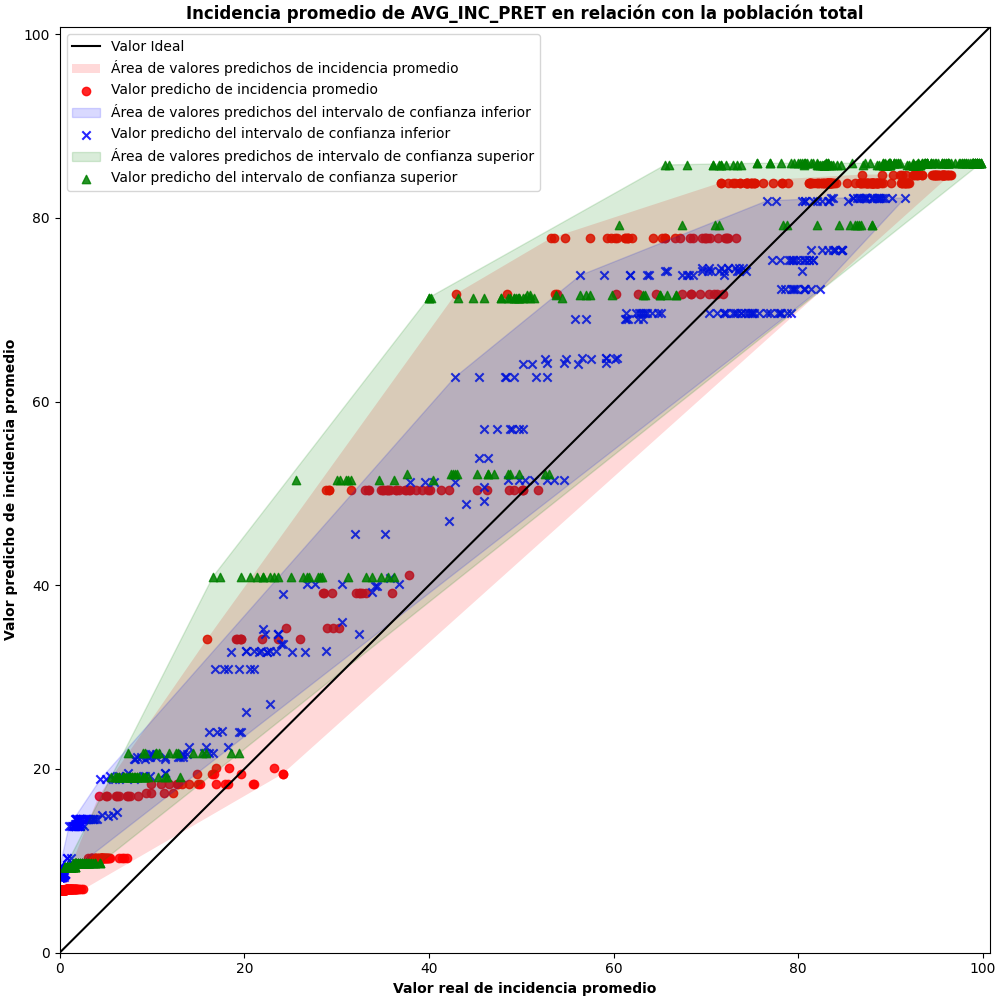 Incidencia promedio de AVG_INC_PRET en relación con la población total
Valor Ideal
Área de valores predichos de incidencia promedio
Valor predicho de incidencia promedio
Área de valores predichos del intervalo de confianza inferior
Valor predicho del intervalo de confianza inferior
Área de valores predichos de intervalo de confianza superior
Valor predicho del intervalo de confianza superior
Valor predicho de incidencia promedio
100
80
60
40
20
0
0 20 40 60 80 100
Valor real de incidencia promedio